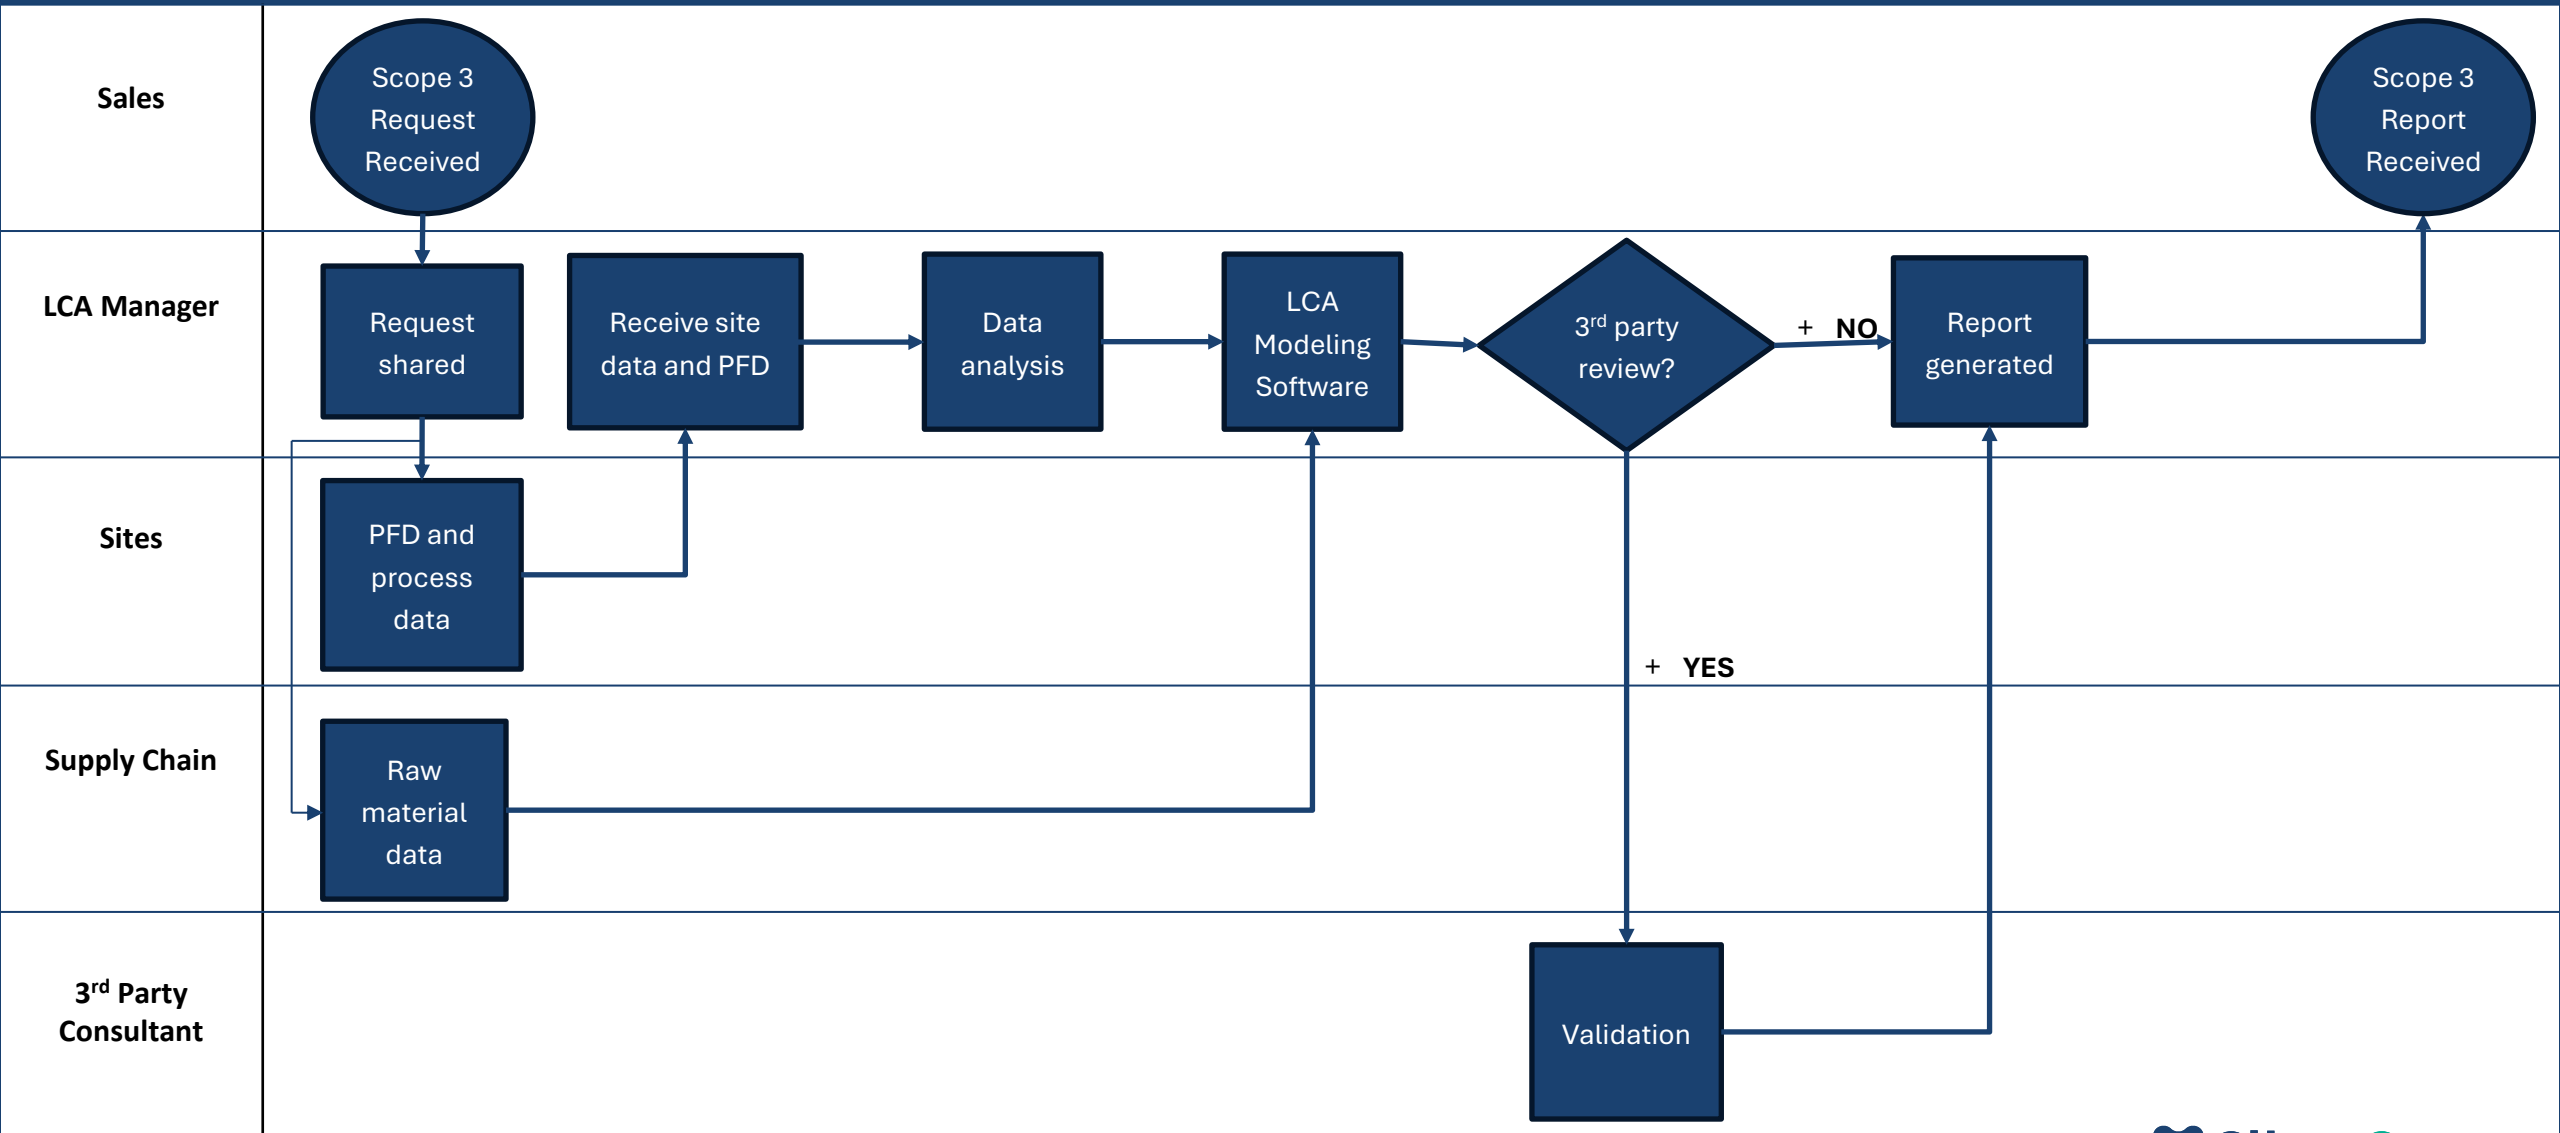 Sales
Scope 3
Request
Received
Scope 3
Report
Received
LCA Manager
Request
shared
Receive site
data and PFD
Data
analysis
LCA
Modeling
Software
3rd party
review?
+ NO
Report
generated
Sites
PFD and
process
data
+ YES
Supply Chain
Raw
material
data
3rd Party
Consultant
Validation